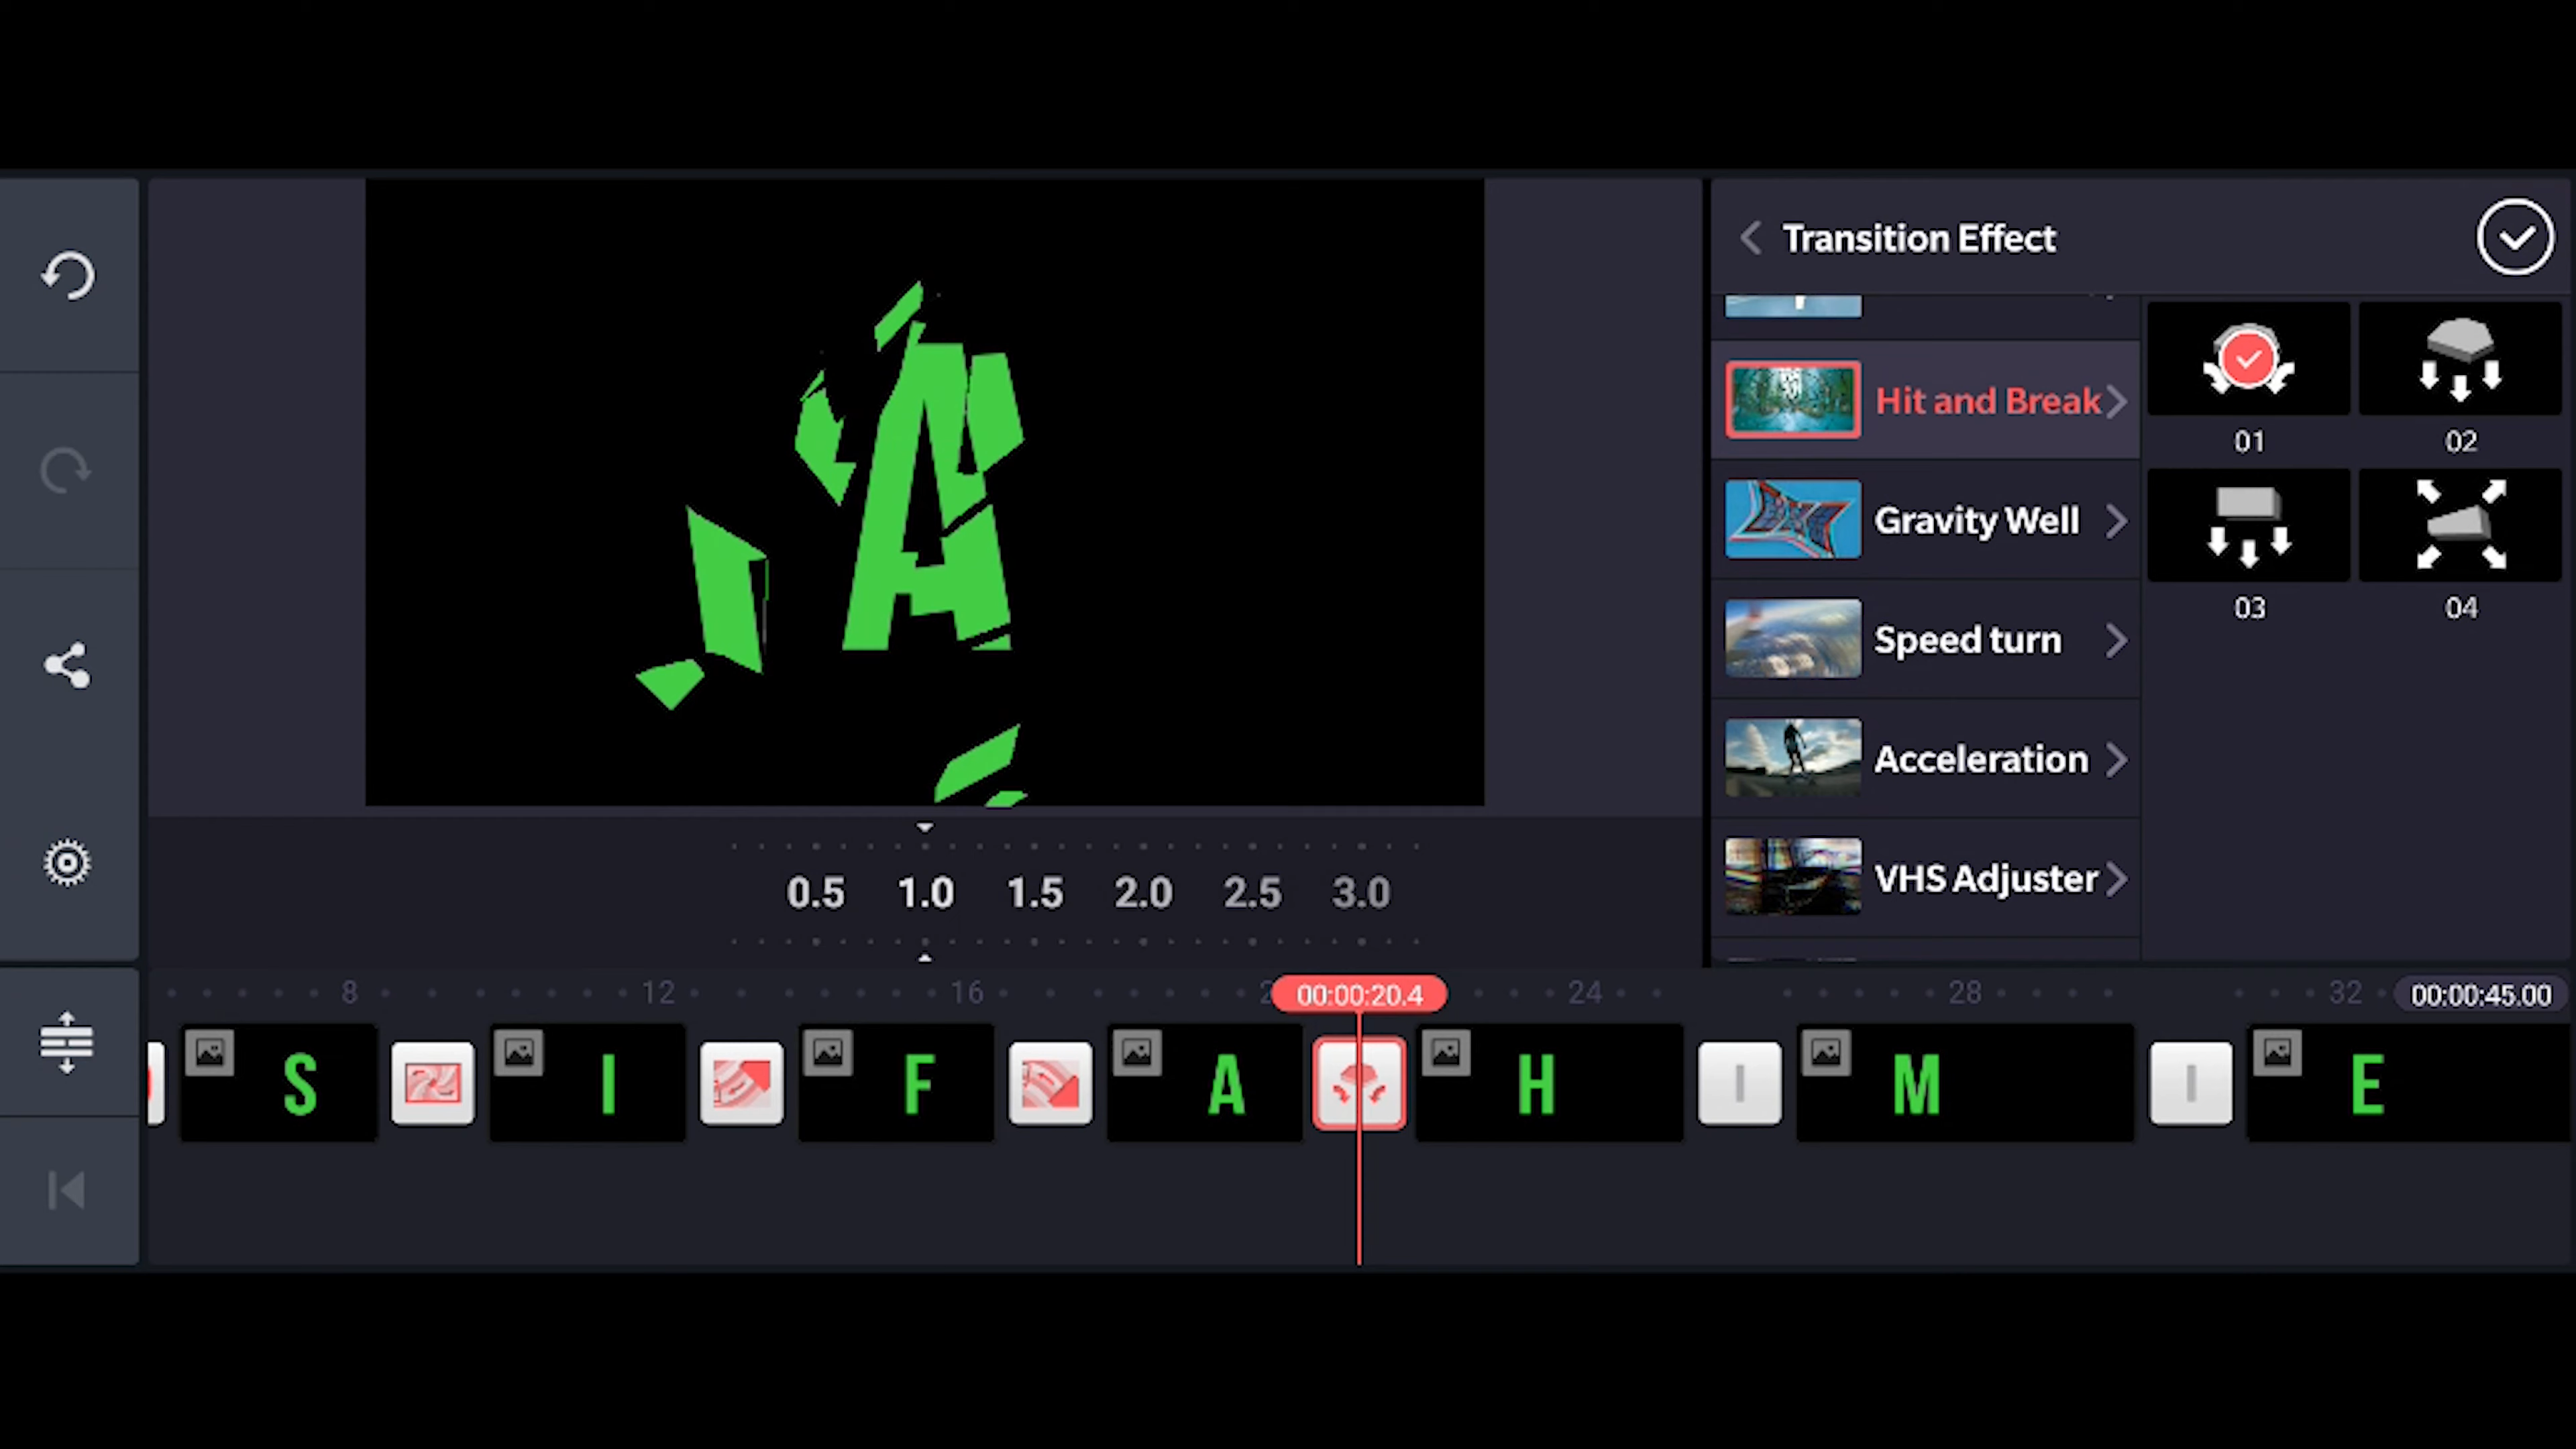 Transition Effect
Hit and Break
Gravity Well
Speed turn
Acceleration
VHS Adjuster
01
02
03
04
A
0.5 1.0 1.5 2.0 2.5 3.0
8 12 16 00:00:20.4 24 28 32 00:00:45.00
S I F A H M E